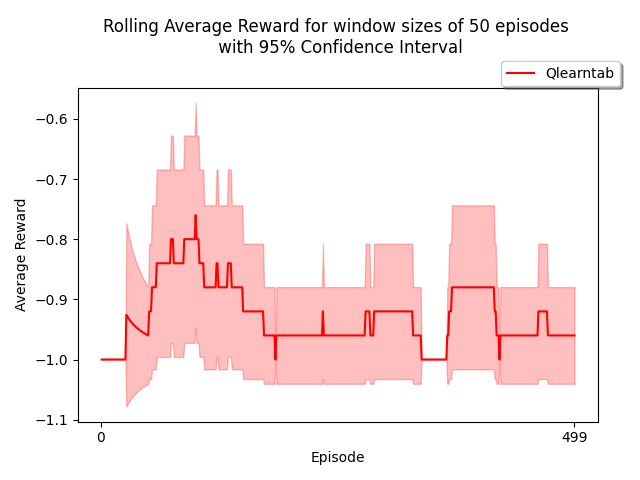 Rolling Average Reward for window sizes of 50 episodes
with 95% Confidence Interval
Qlearntab
Average Reward
−0.6
−0.7
−0.8
−0.9
−1.0
−1.1
0
499
Episode